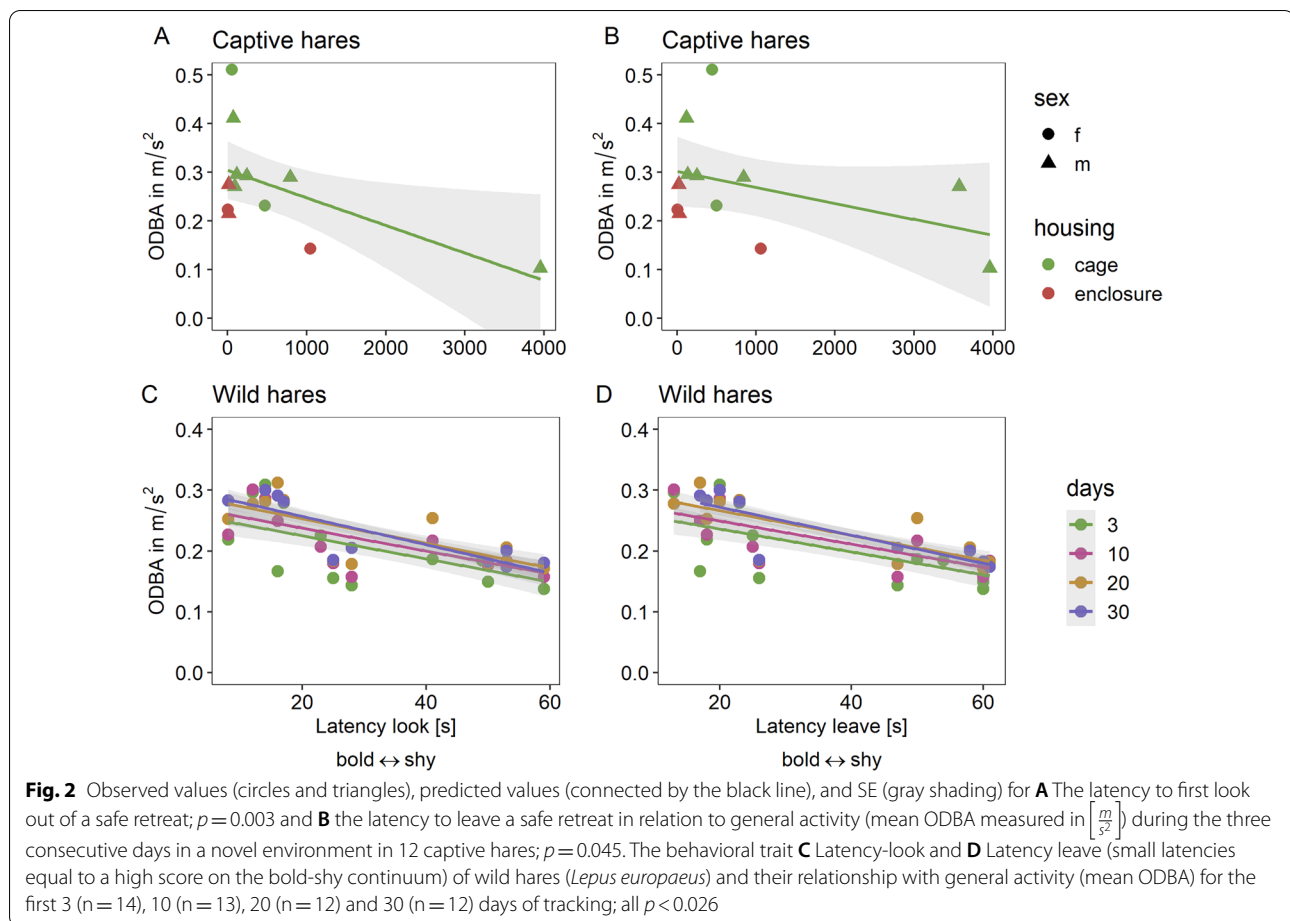 A Captive hares
B Captive hares
ODBA in m/s²
0.5
0.4
0.3
0.2
0.1
0.0
0 1000 2000 3000 4000
0.5
0.4
0.3
0.2
0.1
0.0
ODBA in m/s²
0 1000 2000 3000 4000
sex
f
m
housing
cage
enclosure
C Wild hares
D Wild hares
ODBA in m/s²
0.4
0.3
0.2
0.1
0.0
20 40 60
Latency look [s]
bold ↔ shy
0.4
0.3
0.2
0.1
0.0
20 40 60
Latency leave [s]
bold ↔ shy
days
3
10
20
30
Fig. 2 Observed values (circles and triangles), predicted values (connected by the black line), and SE (gray shading) for A The latency to first look
out of a safe retreat; p = 0.003 and B the latency to leave a safe retreat in relation to general activity (mean ODBA measured in [m/s²]) during the three
consecutive days in a novel environment in 12 captive hares; p = 0.045. The behavioral trait C Latency-look and D Latency leave (small latencies
equal to a high score on the bold-shy continuum) of wild hares (Lepus europaeus) and their relationship with general activity (mean ODBA) for the
first 3 (n = 14), 10 (n = 13), 20 (n = 12) and 30 (n = 12) days of tracking; all p < 0.026